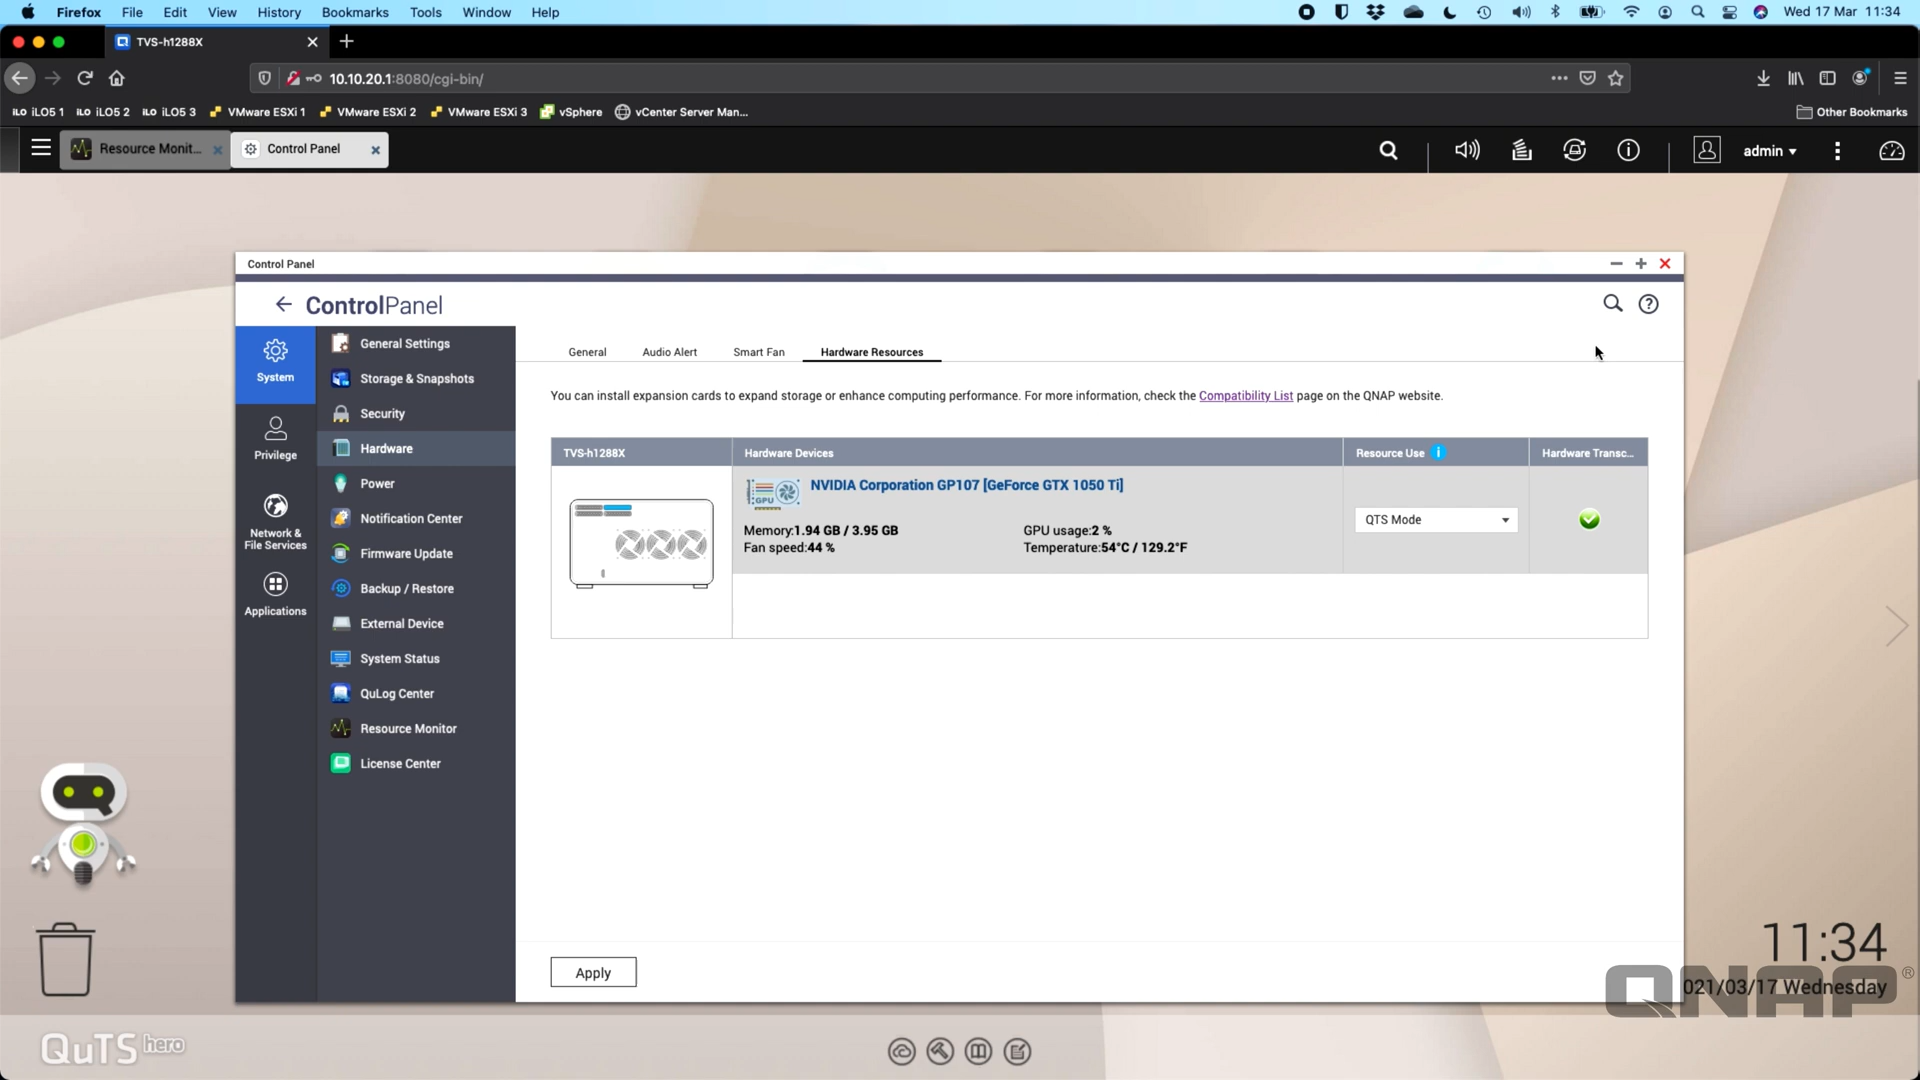 Firefox File Edit View History Bookmarks Tools Window Help Wed 17 Mar 11:34
TVS-h1288X
10.10.20.1:8080/cgi-bin/
iLO iLO5 1 iLO iLO5 2 iLO iLO5 3 VMware ESXi 1 VMware ESXi 2 VMware ESXi 3 vSphere vCenter Server Man... Other Bookmarks
Resource Monit... Control Panel admin
Control Panel
ControlPanel
System
Privilege
Network &
File Services
Applications
General Settings
Storage & Snapshots
Security
Hardware
Power
Notification Center
Firmware Update
Backup / Restore
External Device
System Status
QuLog Center
Resource Monitor
License Center
General Audio Alert Smart Fan Hardware Resources
You can install expansion cards to expand storage or enhance computing performance. For more information, check the Compatibility List page on the QNAP website.
TVS-h1288X Hardware Devices Resource Use Hardware Transc...
GPU
NVIDIA Corporation GP107 [GeForce GTX 1050 Ti]
Memory:1.94 GB / 3.95 GB GPU usage:2 %
Fan speed:44 % Temperature:54°C / 129.2°F
QTS Mode
Apply
11:34
021/03/17 Wednesday
QNAP®
QuTS hero